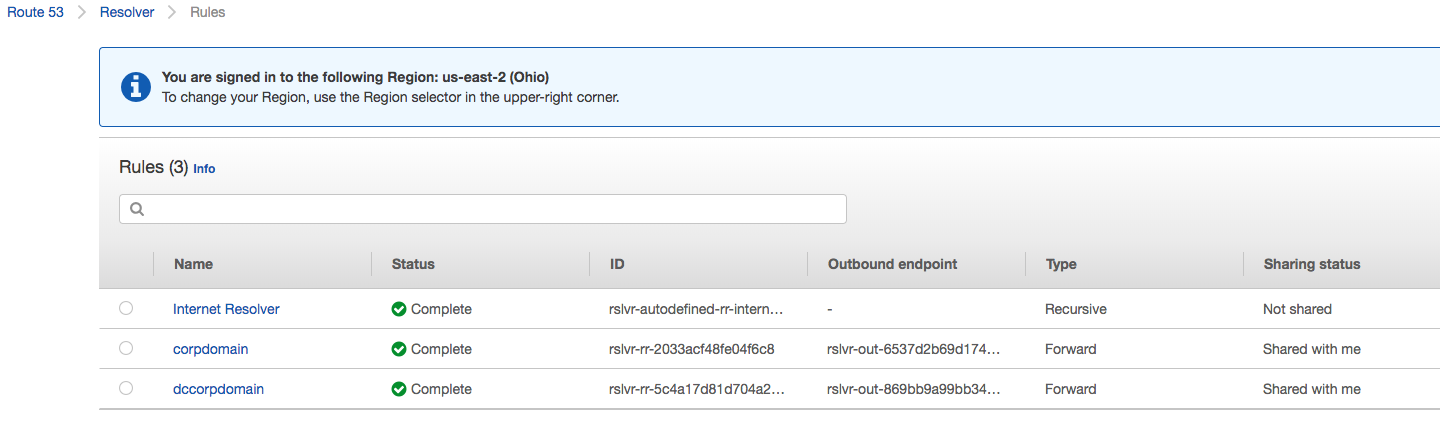 Route 53 > Resolver > Rules
You are signed in to the following Region: us-east-2 (Ohio)
To change your Region, use the Region selector in the upper-right corner.
Rules (3) Info
Name Status ID Outbound endpoint Type Sharing status
Internet Resolver Complete rslvr-autodefined-rr-intern... - Recursive Not shared
corpdomain Complete rslvr-rr-2033acf48fe04f6c8 rslvr-out-6537d2b69d174... Forward Shared with me
dccorpdomain Complete rslvr-rr-5c4a17d81d704a2... rslvr-out-869bb9a99bb34... Forward Shared with me